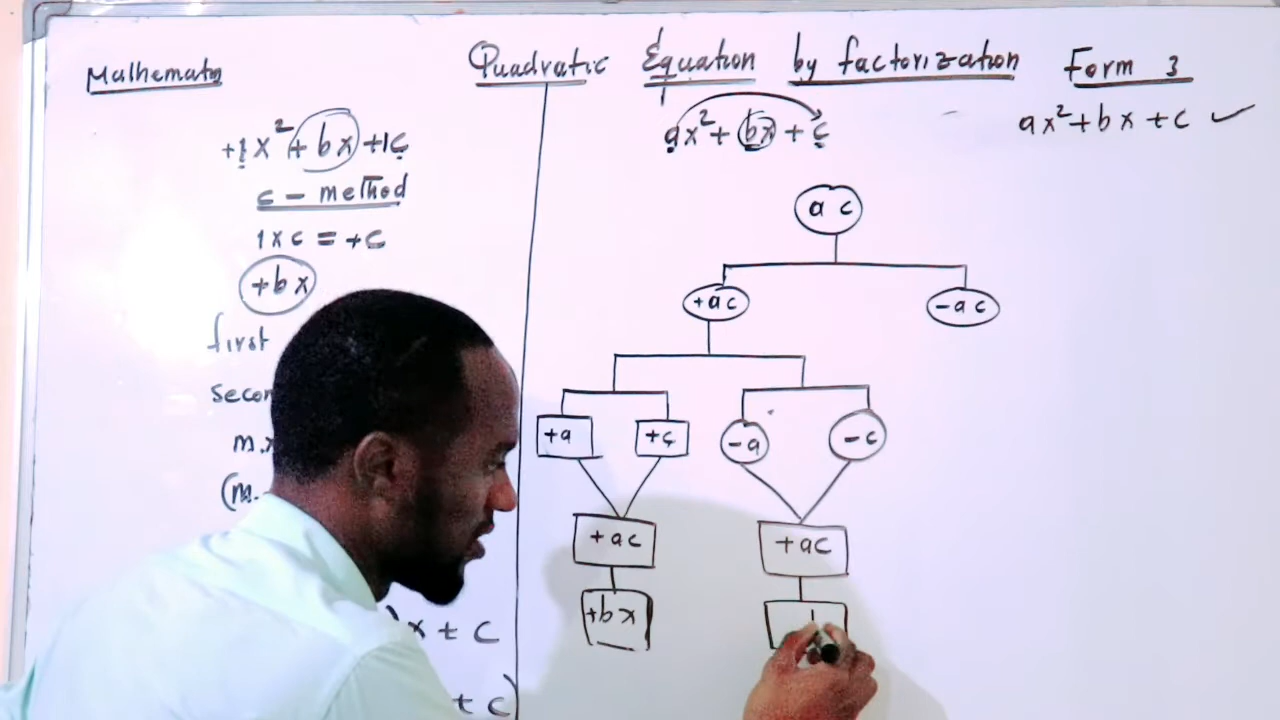 Mathematics
Quadratic Equation by factorization Form 3
+1x²+bx+1c
c - method
1xc = +c
+bx
first
m.
(m.
x + c
+ c)
ax²+bx+c
ax²+bx+c ✓
ac
+ac
-ac
+a
+c
-a
-c
+ac
+ac
+bx